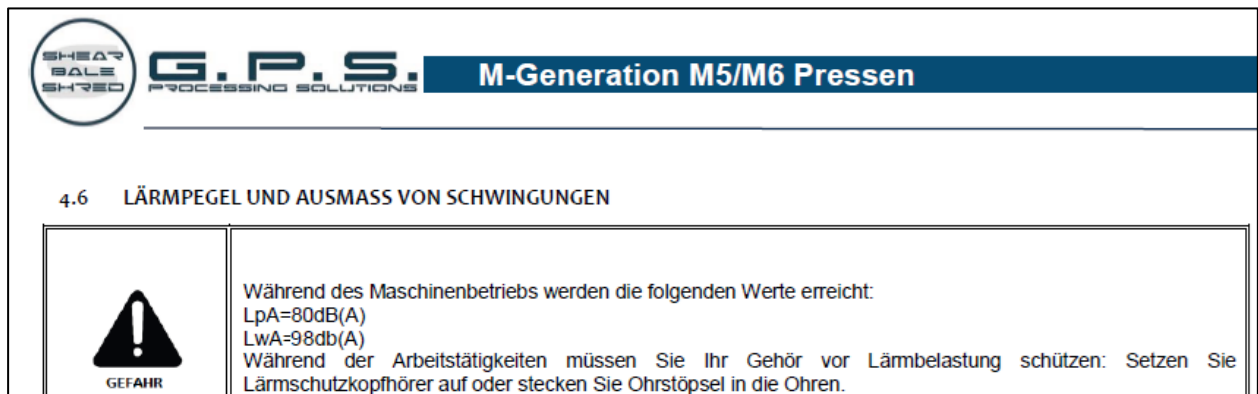 SHEAR
BALE
SHRED
G.P.S.
PROCESSING SOLUTIONS
M-Generation M5/M6 Pressen
4.6 LÄRMPEGEL UND AUSMASS VON SCHWINGUNGEN
GEFAHR
Während des Maschinenbetriebs werden die folgenden Werte erreicht:
LpA=80dB(A)
LwA=98db(A)
Während der Arbeitstätigkeiten müssen Sie Ihr Gehör vor Lärmbelastung schützen: Setzen Sie
Lärmschutzkopfhörer auf oder stecken Sie Ohrstöpsel in die Ohren.